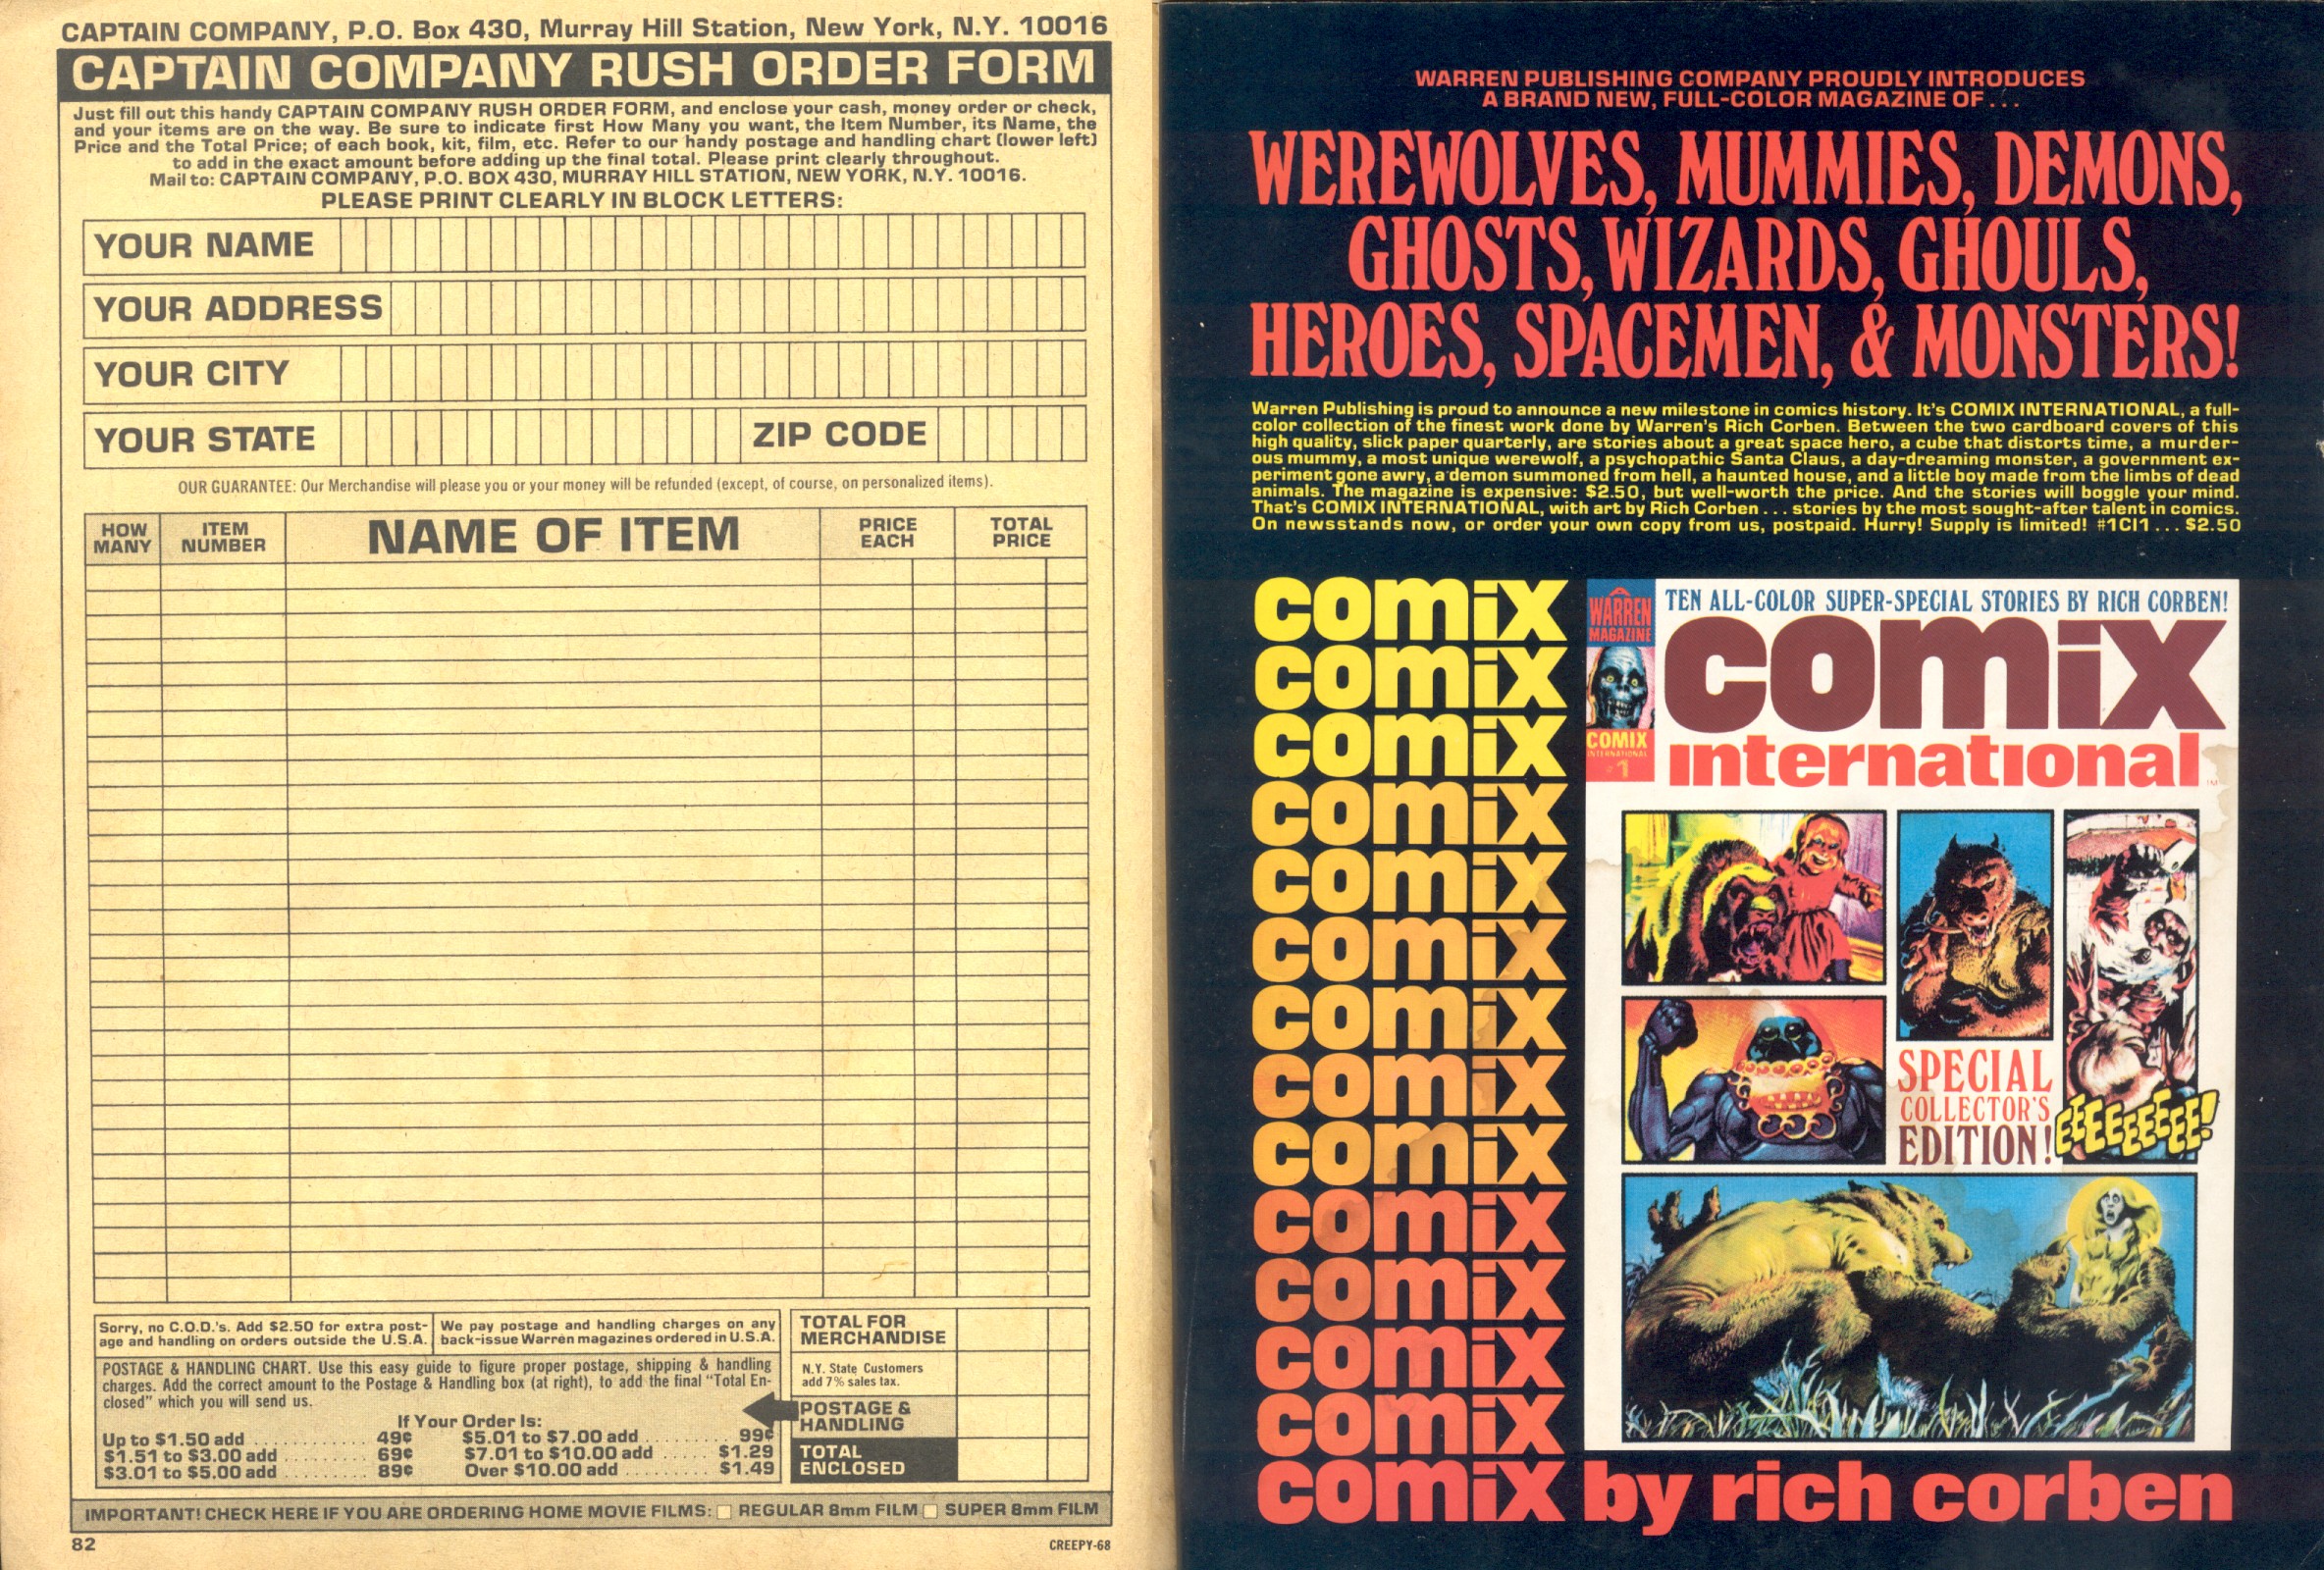 CAPTAIN COMPANY, P.O. Box 430, Murray Hill Station, New York, N.Y. 10016
CAPTAIN COMPANY RUSH ORDER FORM
Just fill out this handy CAPTAIN COMPANY RUSH ORDER FORM, and enclose your cash, money order or check,
and your items are on the way. Be sure to indicate first How Many you want, the Item Number, its Name, the
Price and the Total Price; of each book, kit, film, etc. Refer to our handy postage and handling chart (lower left)
to add in the exact amount before adding up the final total. Please print clearly throughout.
Mail to: CAPTAIN COMPANY, P.O. BOX 430, MURRAY HILL STATION, NEW YORK, N.Y. 10016.
PLEASE PRINT CLEARLY IN BLOCK LETTERS:
YOUR NAME
YOUR ADDRESS
YOUR CITY
YOUR STATE
ZIP CODE
OUR GUARANTEE: Our Merchandise will please you or your money will be refunded (except, of course, on personalized items).
HOW
MANY
ITEM
NUMBER
NAME OF ITEM
PRICE
EACH
TOTAL
PRICE
Sorry, no C.O.D.'s. Add $2.50 for extra post-
age and handling on orders outside the U.S.A.
We pay postage and handling charges on any
back-issue Warren magazines ordered in U.S.A.
POSTAGE & HANDLING CHART. Use this easy guide to figure proper postage, shipping & handling
charges. Add the correct amount to the Postage & Handling box (at right), to add the final "Total En-
closed" which you will send us.
If Your Order Is:
Up to $1.50 add ............ 49¢
$1.51 to $3.00 add ......... 69¢
$3.01 to $5.00 add ......... 89¢
$5.01 to $7.00 add ......... 99¢
$7.01 to $10.00 add ...... $1.29
Over $10.00 add .......... $1.49
TOTAL FOR
MERCHANDISE
N.Y. State Customers
add 7% sales tax.
POSTAGE &
HANDLING
TOTAL
ENCLOSED
IMPORTANT! CHECK HERE IF YOU ARE ORDERING HOME MOVIE FILMS: REGULAR 8mm FILM SUPER 8mm FILM
82
CREEPY-68
WARREN PUBLISHING COMPANY PROUDLY INTRODUCES
A BRAND NEW, FULL-COLOR MAGAZINE OF . . .
WEREWOLVES, MUMMIES, DEMONS,
GHOSTS, WIZARDS, GHOULS,
HEROES, SPACEMEN, & MONSTERS!
Warren Publishing is proud to announce a new milestone in comics history. It's COMIX INTERNATIONAL, a full-
color collection of the finest work done by Warren's Rich Corben. Between the two cardboard covers of this
high quality, slick paper quarterly, are stories about a great space hero, a cube that distorts time, a murder-
ous mummy, a most unique werewolf, a psychopathic Santa Claus, a day-dreaming monster, a government ex-
periment gone awry, a demon summoned from hell, a haunted house, and a little boy made from the limbs of dead
animals. The magazine is expensive: $2.50, but well-worth the price. And the stories will boggle your mind.
That's COMIX INTERNATIONAL, with art by Rich Corben . . . stories by the most sought-after talent in comics.
On newsstands now, or order your own copy from us, postpaid. Hurry! Supply is limited! #1CI1 . . . $2.50
comix
comix
comix
comix
comix
comix
comix
comix
comix
comix
comix
comix
comix
comix by rich corben
A
WARREN
MAGAZINE
COMIX
INTERNATIONAL
#1
TEN ALL-COLOR SUPER-SPECIAL STORIES BY RICH CORBEN!
comix
international
TM
SPECIAL
COLLECTOR'S
EDITION!
EEEEEEEE!